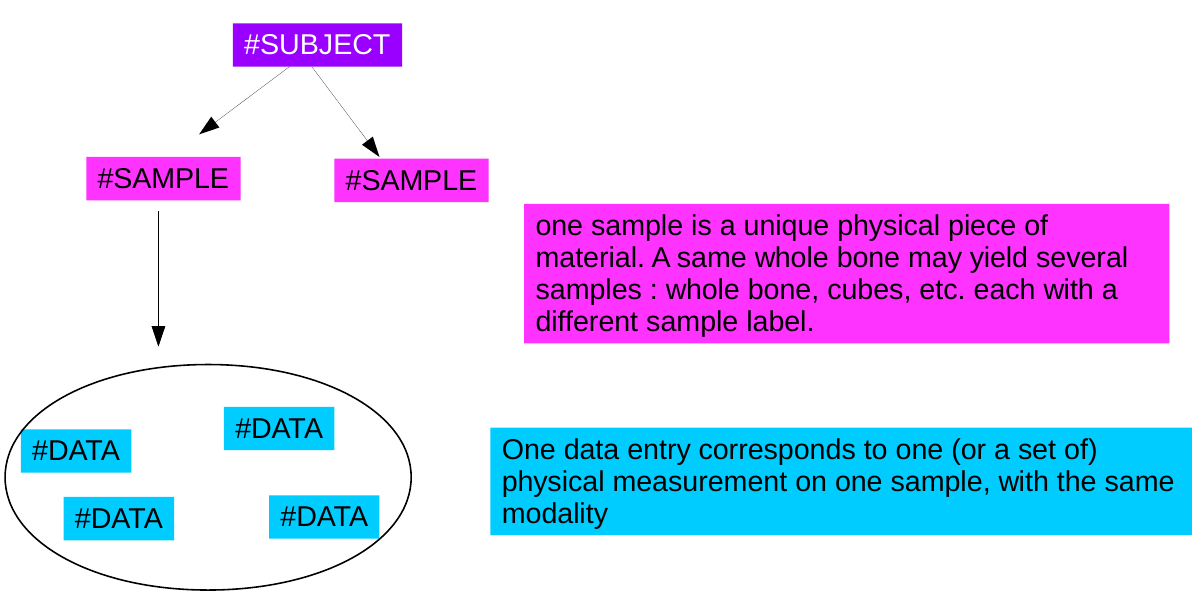 #SUBJECT
#SAMPLE
#SAMPLE
one sample is a unique physical piece of
material. A same whole bone may yield several
samples : whole bone, cubes, etc. each with a
different sample label.
#DATA
#DATA
#DATA
#DATA
One data entry corresponds to one (or a set of)
physical measurement on one sample, with the same
modality